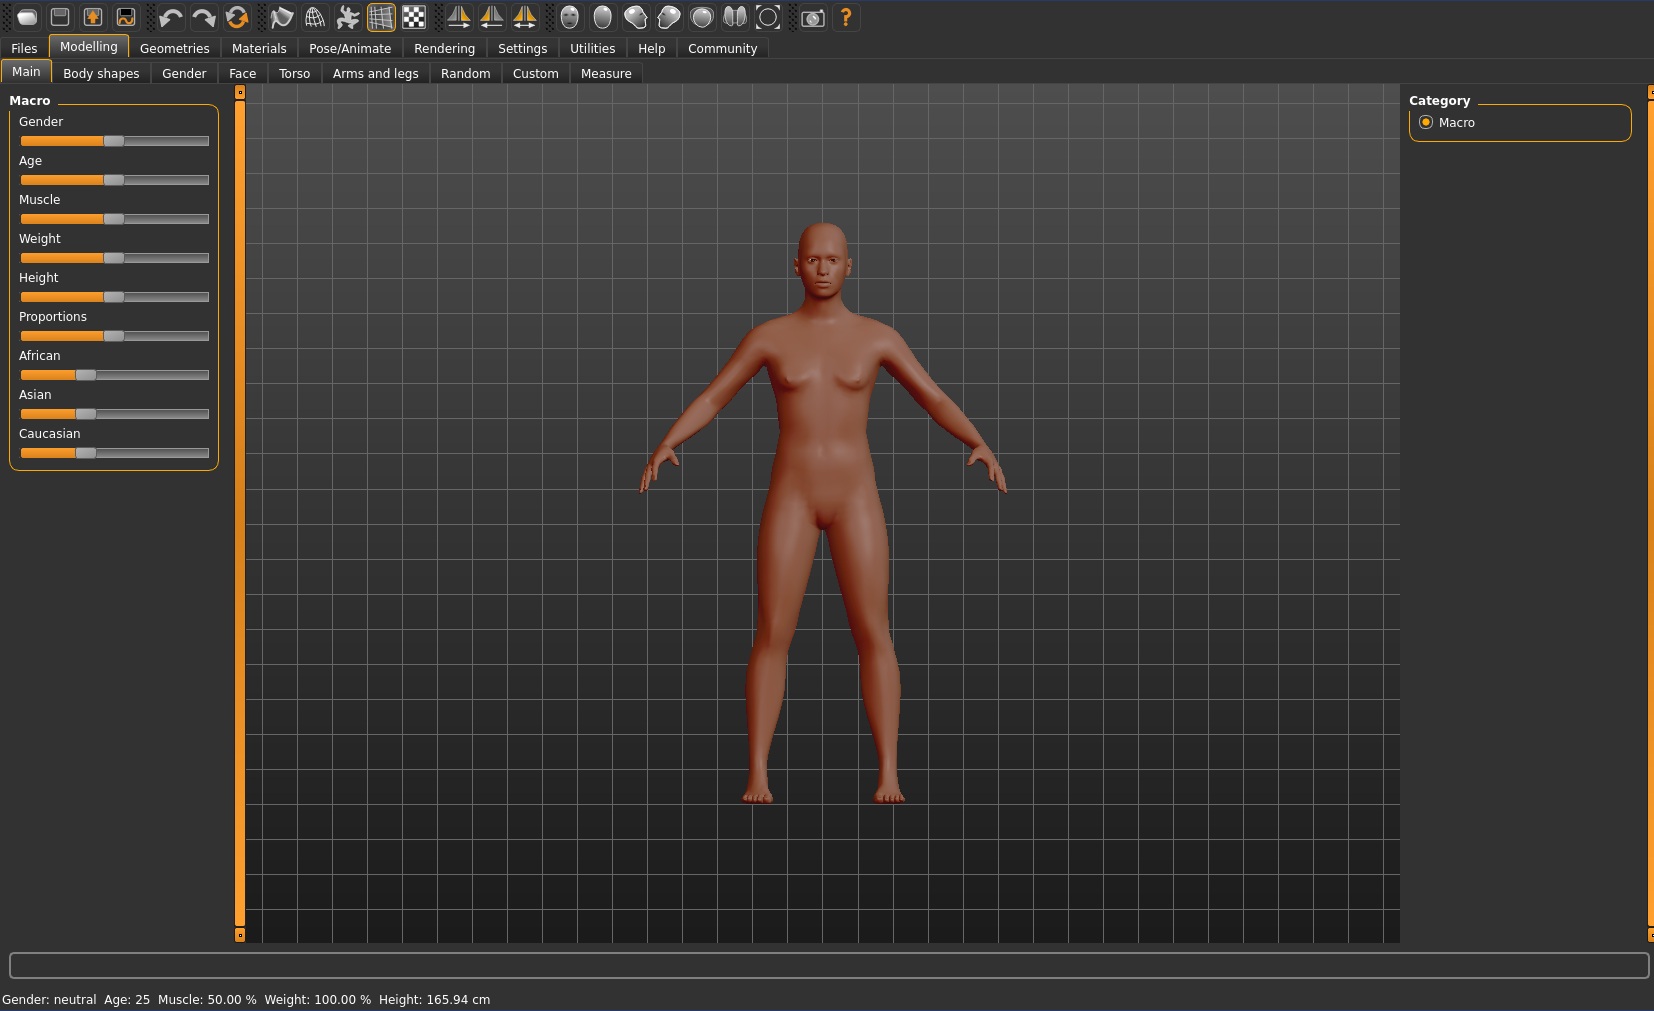 Files Modelling Geometries Materials Pose/Animate Rendering Settings Utilities Help Community
Main Body shapes Gender Face Torso Arms and legs Random Custom Measure
Macro
Gender
Age
Muscle
Weight
Height
Proportions
African
Asian
Caucasian
Category
Macro
Gender: neutral Age: 25 Muscle: 50.00 % Weight: 100.00 % Height: 165.94 cm